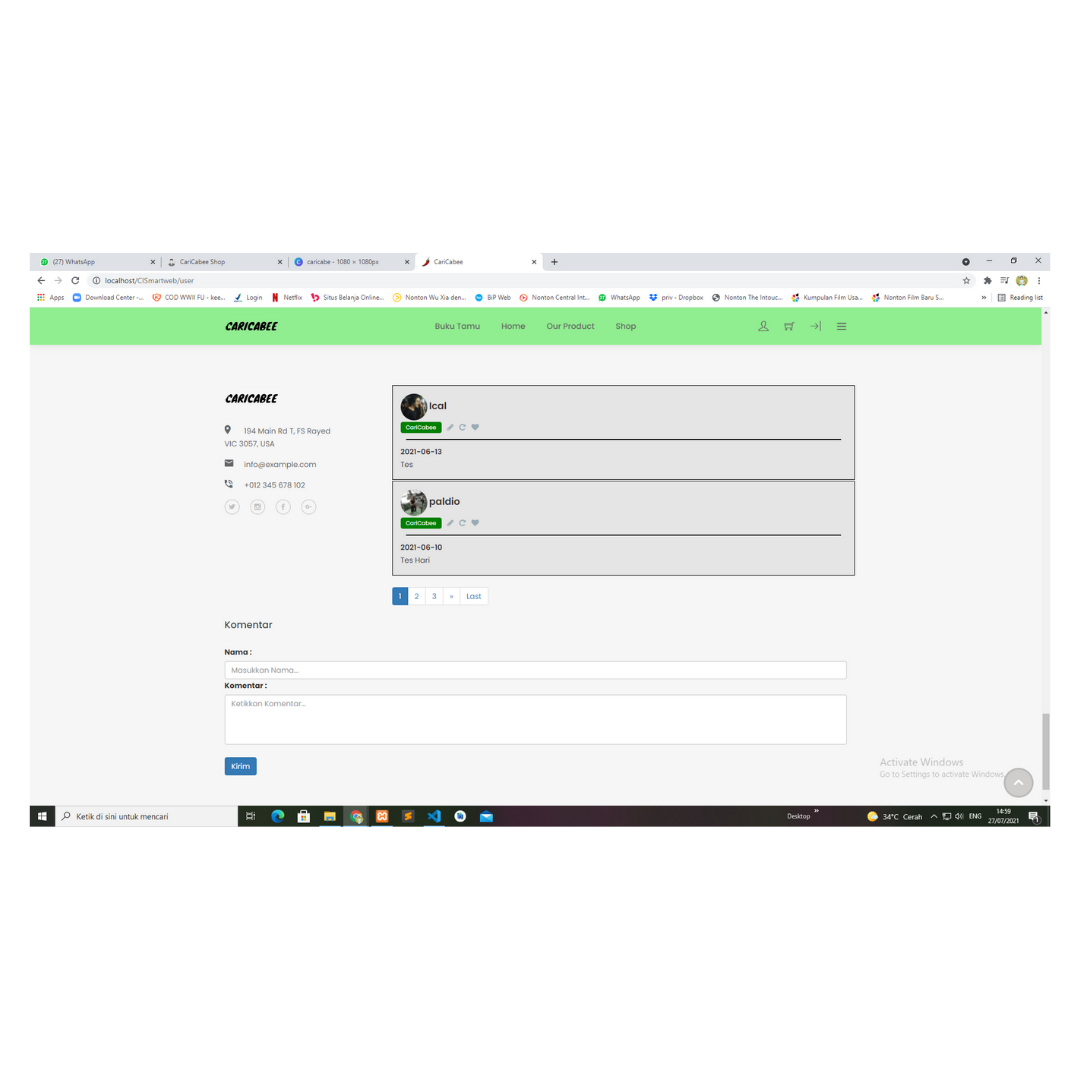 (27) WhatsApp
CariCabee Shop
caricabe - 1080 × 1080px
CariCabee
localhost/CISmartweb/user
Apps
Download Center -...
COD WWII FU - kee...
Login
Netflix
Situs Belanja Online...
Nonton Wu Xia den...
BiP Web
Nonton Central Int...
WhatsApp
priv - Dropbox
Nonton The Intouc...
Kumpulan Film Usa...
Nonton Film Baru S...
»
Reading list
CARICABEE
Buku Tamu
Home
Our Product
Shop
CARICABEE
194 Main Rd T, FS Rayed
VIC 3057, USA
info@example.com
+012 345 678 102
ical
CariCabee
2021-06-13
Tes
paldio
CariCabee
2021-06-10
Tes Hari
1 2 3 » Last
Komentar
Nama :
Masukkan Nama...
Komentar :
Ketikkan Komentar...
Kirim
Activate Windows
Go to Settings to activate Windows.
Ketik di sini untuk mencari
Desktop
»
34°C Cerah
ENG
14:59
27/07/2021